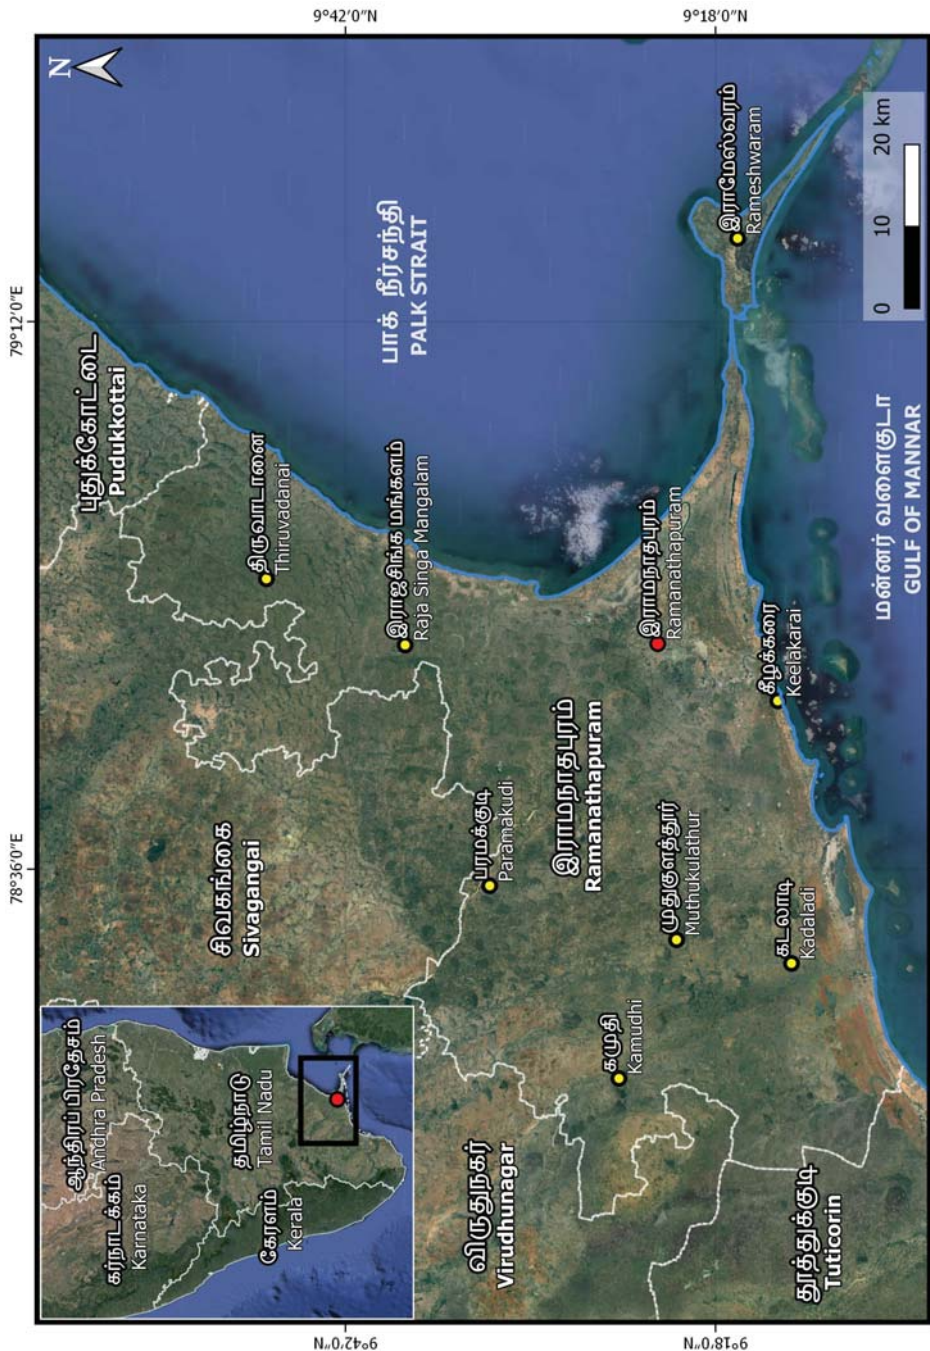 79°12′0″E
78°36′0″E
9°42′0″N
9°18′0″N
9°42′0″N
9°18′0″N
N
ஆந்திரப்பிரதேசம்
Andhra Pradesh
கர்நாடகம்
Karnataka
தமிழ்நாடு
Tamil Nadu
கேரளம்
Kerala
புதுக்கோட்டை
Pudukkottai
திருவாடானை
Thiruvadanai
சிவகங்கை
Sivagangai
பாக் நீர்சந்தி
PALK STRAIT
இராஜசிங்க மங்களம்
Raja Singa Mangalam
பரமக்குடி
Paramakudi
விருதுநகர்
Virudhunagar
இராமநாதபுரம்
Ramanathapuram
கமுதி
Kamudhi
இராமநாதபுரம்
Ramanathapuram
முதுகுளத்தூர்
Muthukulathur
இராமேஸ்வரம்
Rameshwaram
கீழக்கரை
Keelakarai
கடலாடி
Kadaladi
தூத்துக்குடி
Tuticorin
மன்னர் வளைகுடா
GULF OF MANNAR
0 10 20 km